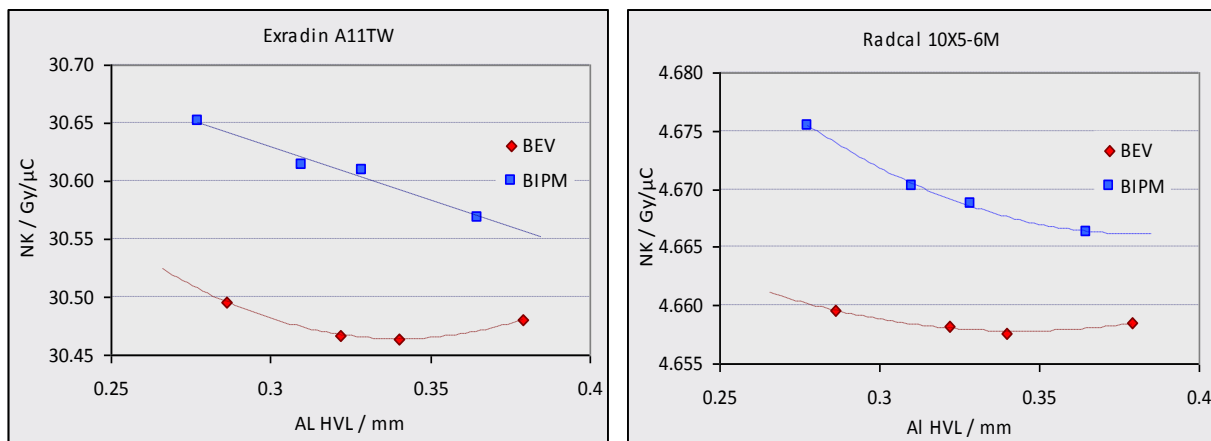 Exradin A11TW
NK / Gy/µC
30.70
30.65
30.60
30.55
30.50
30.45
BEV
BIPM
0.25
0.3
0.35
0.4
AL HVL / mm
Radcal 10X5-6M
NK / Gy/µC
4.680
4.675
4.670
4.665
4.660
4.655
BEV
BIPM
0.25
0.3
0.35
0.4
Al HVL / mm